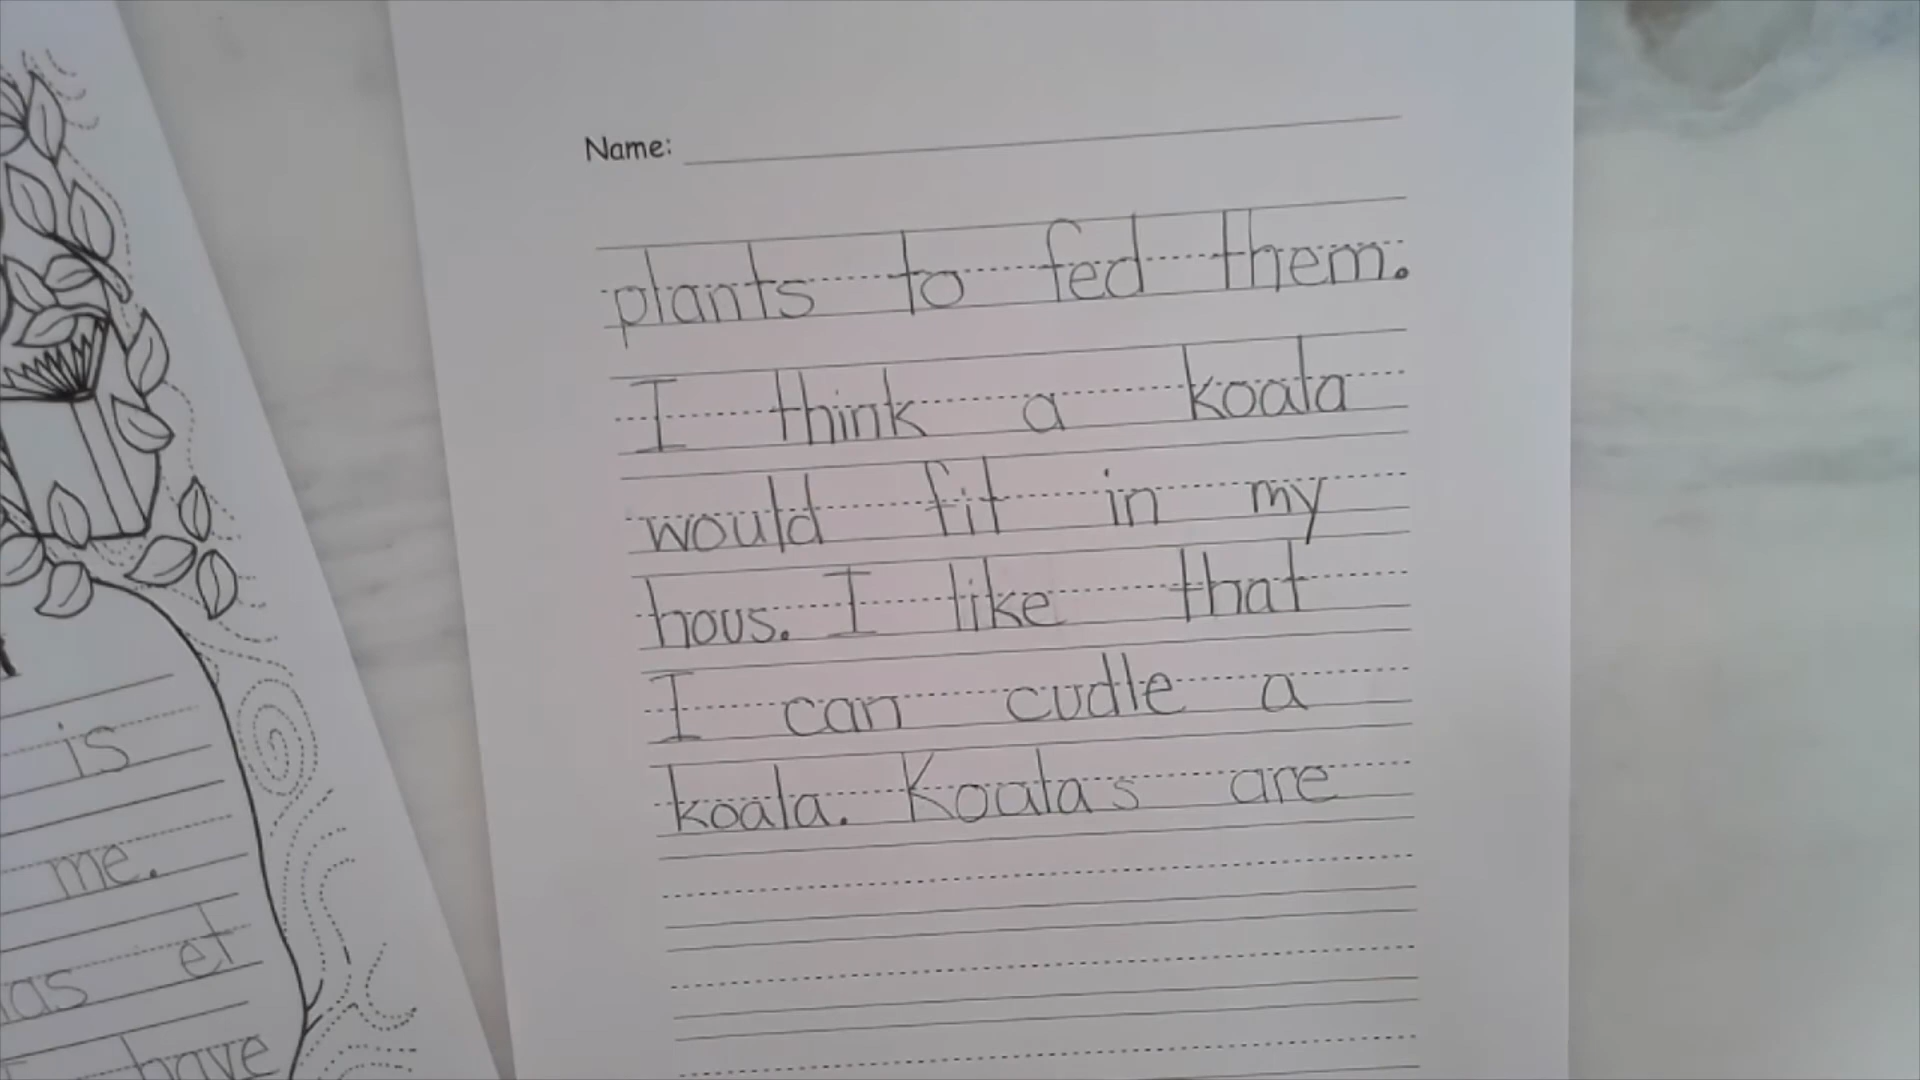 Name:
plants to fed them.
I think a koala
would fit in my
hous. I like that
I can cudle a
koala. Koalas are
is
me.
as et
have